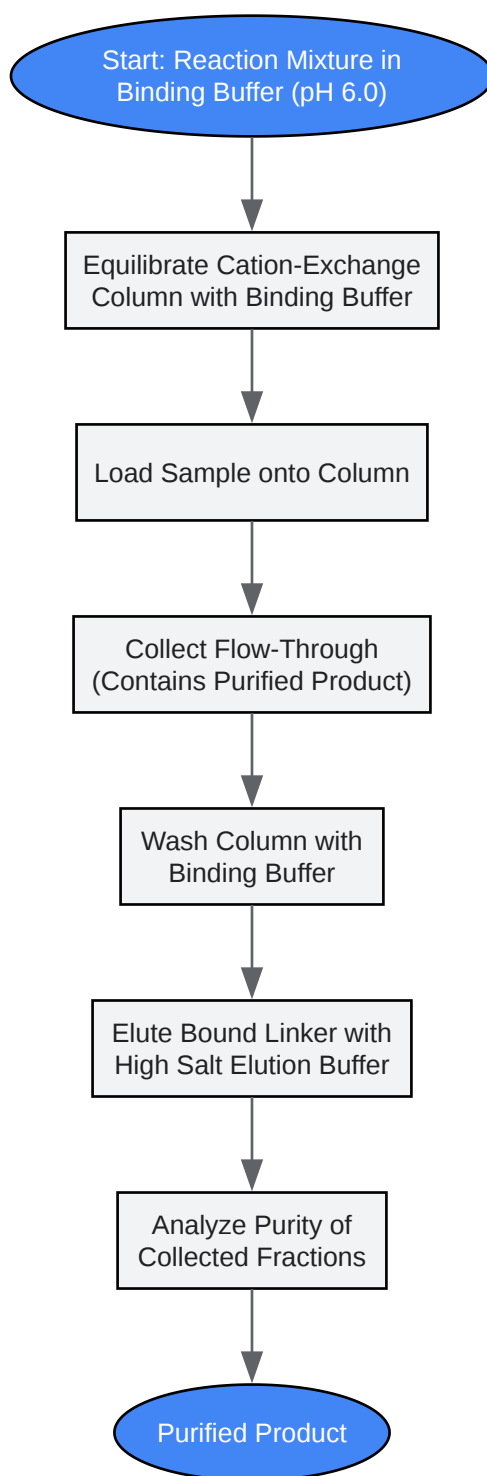 Start: Reaction Mixture in
Binding Buffer (pH 6.0)
Equilibrate Cation-Exchange
Column with Binding Buffer
Load Sample onto Column
Collect Flow-Through
(Contains Purified Product)
Wash Column with
Binding Buffer
Elute Bound Linker with
High Salt Elution Buffer
Analyze Purity of
Collected Fractions
Purified Product